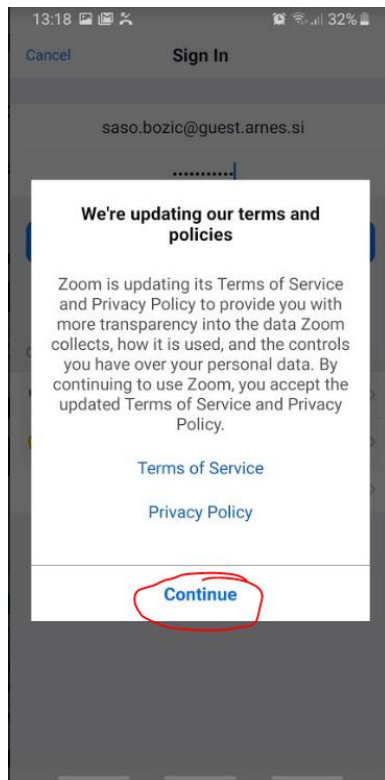 13:18 32%
Cancel Sign In
saso.bozic@guest.arnes.si
•••••••••••
We're updating our terms and
policies
Zoom is updating its Terms of Service
and Privacy Policy to provide you with
more transparency into the data Zoom
collects, how it is used, and the controls
you have over your personal data. By
continuing to use Zoom, you accept the
updated Terms of Service and Privacy
Policy.
Terms of Service
Privacy Policy
Continue